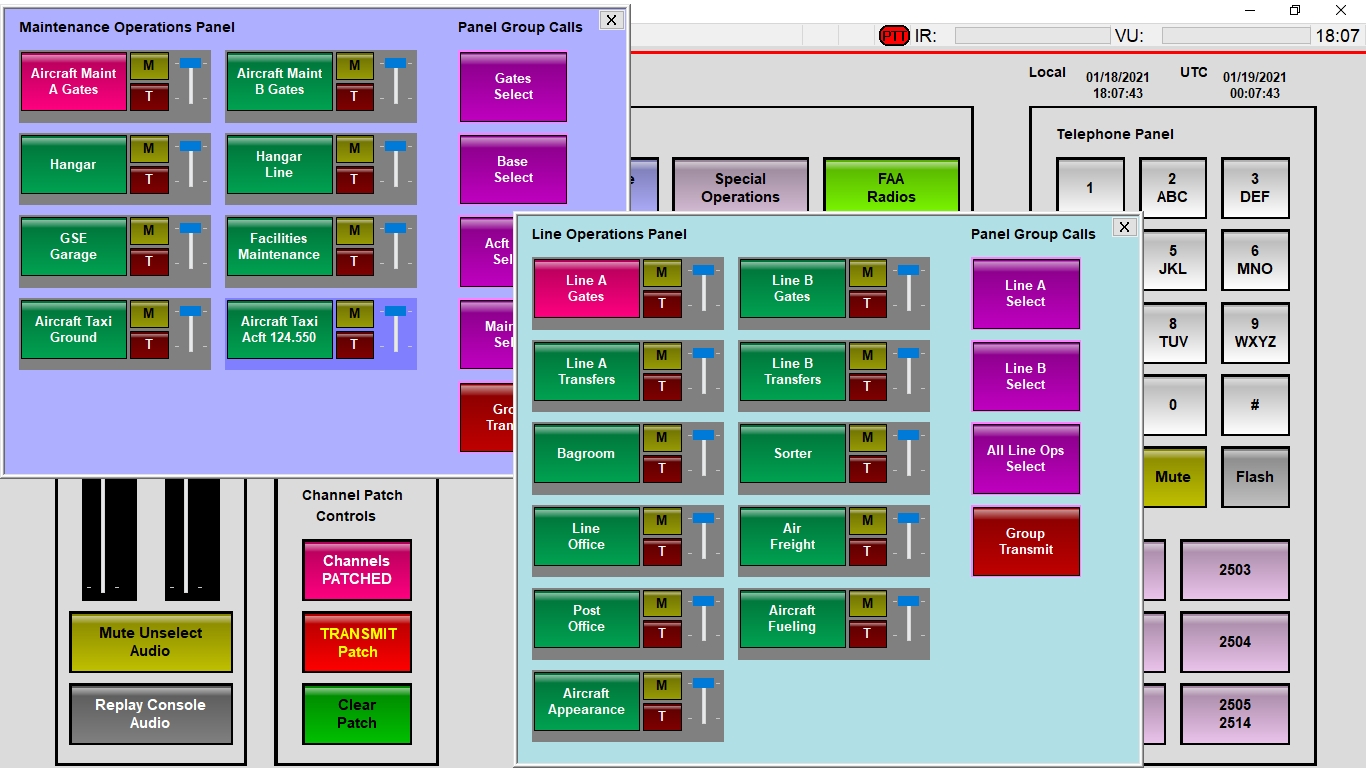 Maintenance Operations Panel
Panel Group Calls
X
Aircraft Maint
A Gates
M
T
Aircraft Maint
B Gates
M
T
Gates
Select
Hangar
M
T
Hangar
Line
M
T
Base
Select
GSE
Garage
M
T
Facilities
Maintenance
M
T
Acft
Sel
Aircraft Taxi
Ground
M
T
Aircraft Taxi
Acft 124.550
M
T
Main
Sel
Gro
Tran
PTT
IR:
VU:
18:07
Local
01/18/2021
18:07:43
UTC
01/19/2021
00:07:43
e
Special
Operations
FAA
Radios
Telephone Panel
1
2
ABC
3
DEF
5
JKL
6
MNO
8
TUV
9
WXYZ
0
#
Mute
Flash
2503
2504
2505
2514
Line Operations Panel
Panel Group Calls
X
Line A
Gates
M
T
Line B
Gates
M
T
Line A
Select
Line A
Transfers
M
T
Line B
Transfers
M
T
Line B
Select
Bagroom
M
T
Sorter
M
T
All Line Ops
Select
Line
Office
M
T
Air
Freight
M
T
Group
Transmit
Post
Office
M
T
Aircraft
Fueling
M
T
Aircraft
Appearance
M
T
Mute Unselect
Audio
Replay Console
Audio
Channel Patch
Controls
Channels
PATCHED
TRANSMIT
Patch
Clear
Patch